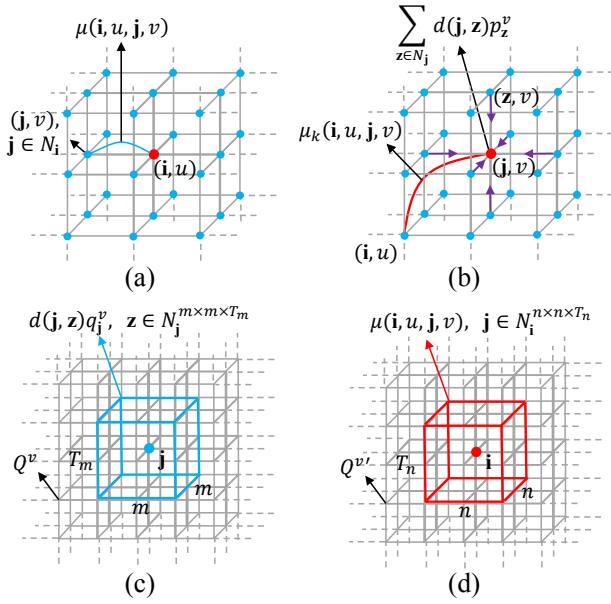 μ(𝐢, u, 𝐣, v)
(𝐣, v),
𝐣 ∈ N_𝐢
(𝐢, u)
(a)
∑_{𝐳∈N_𝐣} d(𝐣, 𝐳)p_𝐳^v
(𝐳, v)
μ_k(𝐢, u, 𝐣, v)
(𝐣, v)
(𝐢, u)
(b)
d(𝐣, 𝐳)q_𝐣^v, 𝐳 ∈ N_𝐣^{m×m×T_m}
T_m
𝐣
Q^v
m
m
(c)
μ(𝐢, u, 𝐣, v), 𝐣 ∈ N_𝐢^{n×n×T_n}
T_n
𝐢
Q^{v′}
n
n
(d)